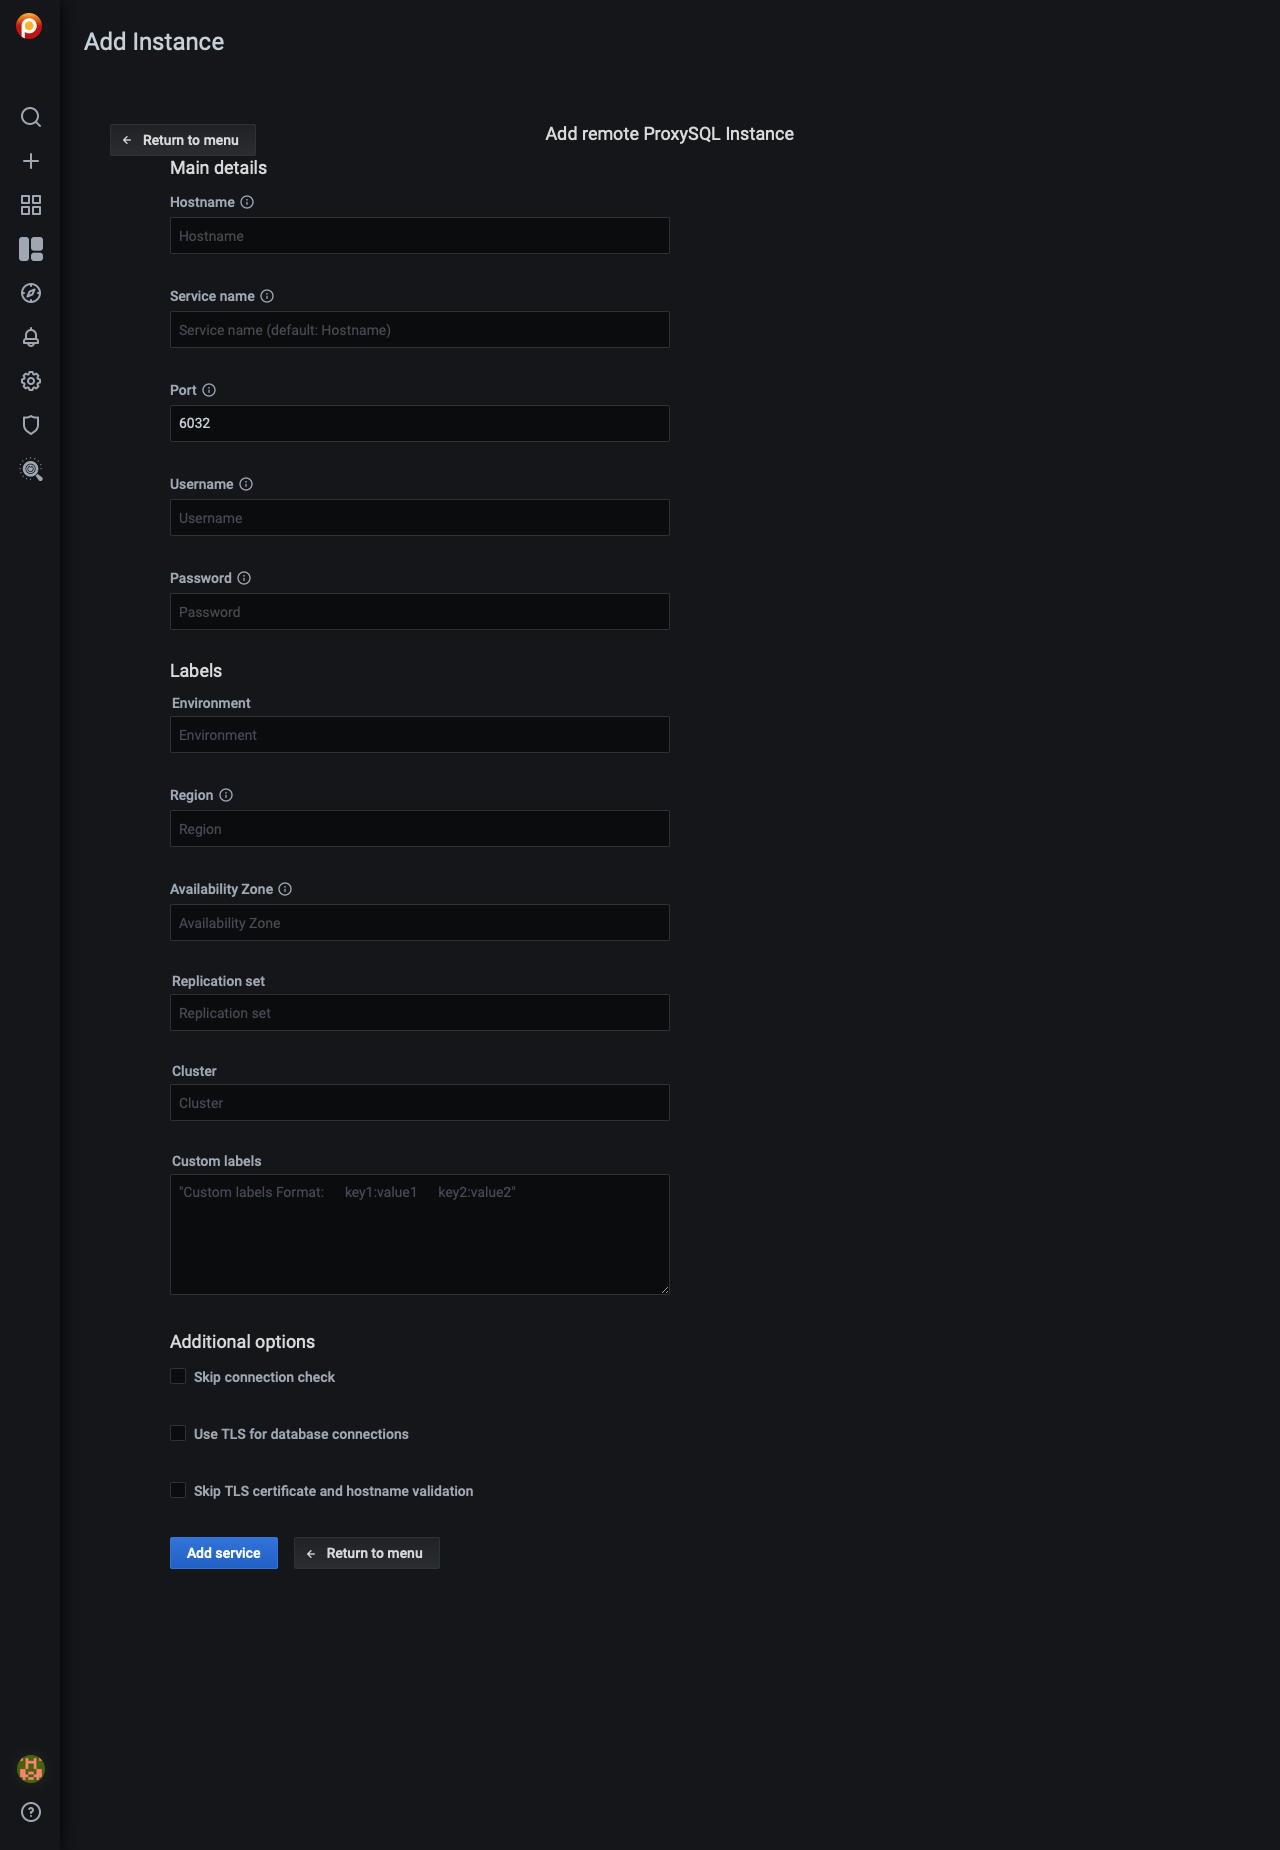 Add Instance
Return to menu
Add remote ProxySQL Instance
Main details
Hostname
Hostname
Service name
Service name (default: Hostname)
Port
6032
Username
Username
Password
Password
Labels
Environment
Environment
Region
Region
Availability Zone
Availability Zone
Replication set
Replication set
Cluster
Cluster
Custom labels
"Custom labels Format: key1:value1 key2:value2"
Additional options
Skip connection check
Use TLS for database connections
Skip TLS certificate and hostname validation
Add service
Return to menu